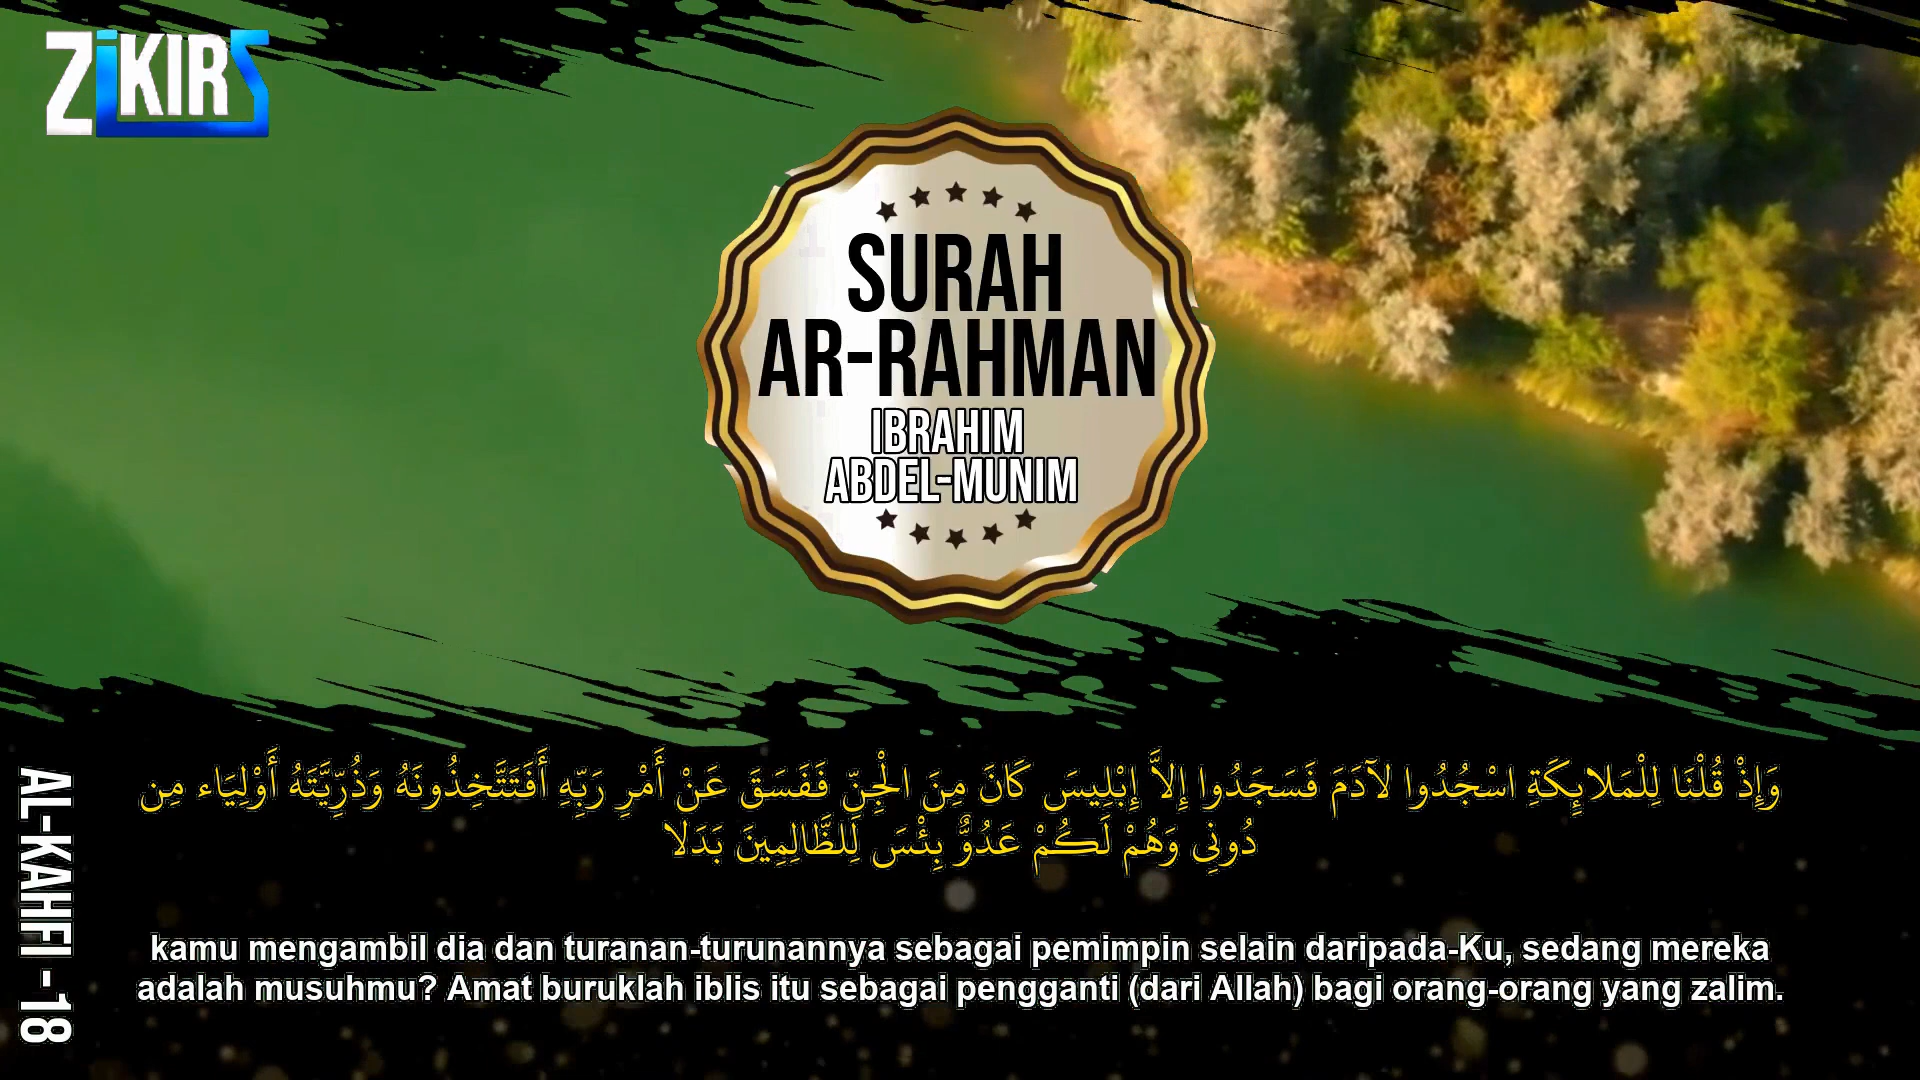 ZiKIRS
SURAH
AR-RAHMAN
IBRAHIM
ABDEL-MUNIM
وَإِذْ قُلْنَا لِلْمَلائِكَةِ اسْجُدُوا لآدَمَ فَسَجَدُوا إِلاَّ إِبْلِيسَ كَانَ مِنَ الْجِنِّ فَفَسَقَ عَنْ أَمْرِ رَبِّهِ أَفَتَتَّخِذُونَهُ وَذُرِّيَّتَهُ أَوْلِيَاء مِن
دُونِي وَهُمْ لَكُمْ عَدُوٌّ بِئْسَ لِلظَّالِمِينَ بَدَلا
AL-KAHFI -18
kamu mengambil dia dan turanan-turunannya sebagai pemimpin selain daripada-Ku, sedang mereka
adalah musuhmu? Amat buruklah iblis itu sebagai pengganti (dari Allah) bagi orang-orang yang zalim.